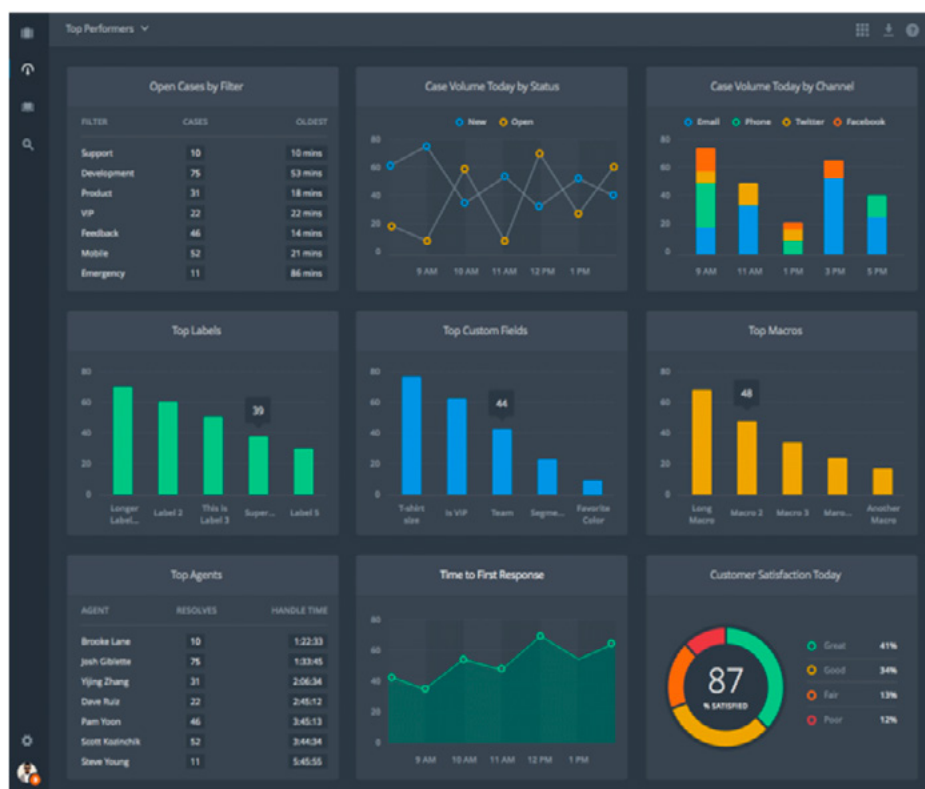 Top Performers
Open Cases by Filter
FILTER CASES OLDEST
Support 10 10 mins
Development 75 53 mins
Product 31 18 mins
VIP 22 22 mins
Feedback 46 14 mins
Mobile 52 21 mins
Emergency 11 86 mins
Case Volume Today by Status
New Open
80
60
40
20
0
9 AM 10 AM 11 AM 12 PM 1 PM
Case Volume Today by Channel
Email Phone Twitter Facebook
80
60
40
20
0
9 AM 11 AM 1 PM 3 PM 5 PM
Top Labels
80
60
40
20
0
39
Longer Label 2 This Is Super... Label 5
Label... Label 3
Top Custom Fields
80
60
40
20
0
44
T-shirt Is VIP Team Segme... Favorite
size Color
Top Macros
80
60
40
20
0
48
Long Macro 2 Macro 3 Maro... Another
Macro Macro
Top Agents
AGENT RESOLVES HANDLE TIME
Brooke Lane 10 1:22:33
Josh Giblette 75 1:33:45
Yijing Zhang 31 2:06:34
Dave Ruiz 22 2:45:12
Pam Yoon 46 3:45:13
Scott Kozinchik 52 3:44:34
Steve Young 11 5:45:55
Time to First Response
80
60
40
20
0
9 AM 10 AM 11 AM 12 PM 1 PM
Customer Satisfaction Today
87
% SATISFIED
Great 41%
Good 34%
Fair 13%
Poor 12%